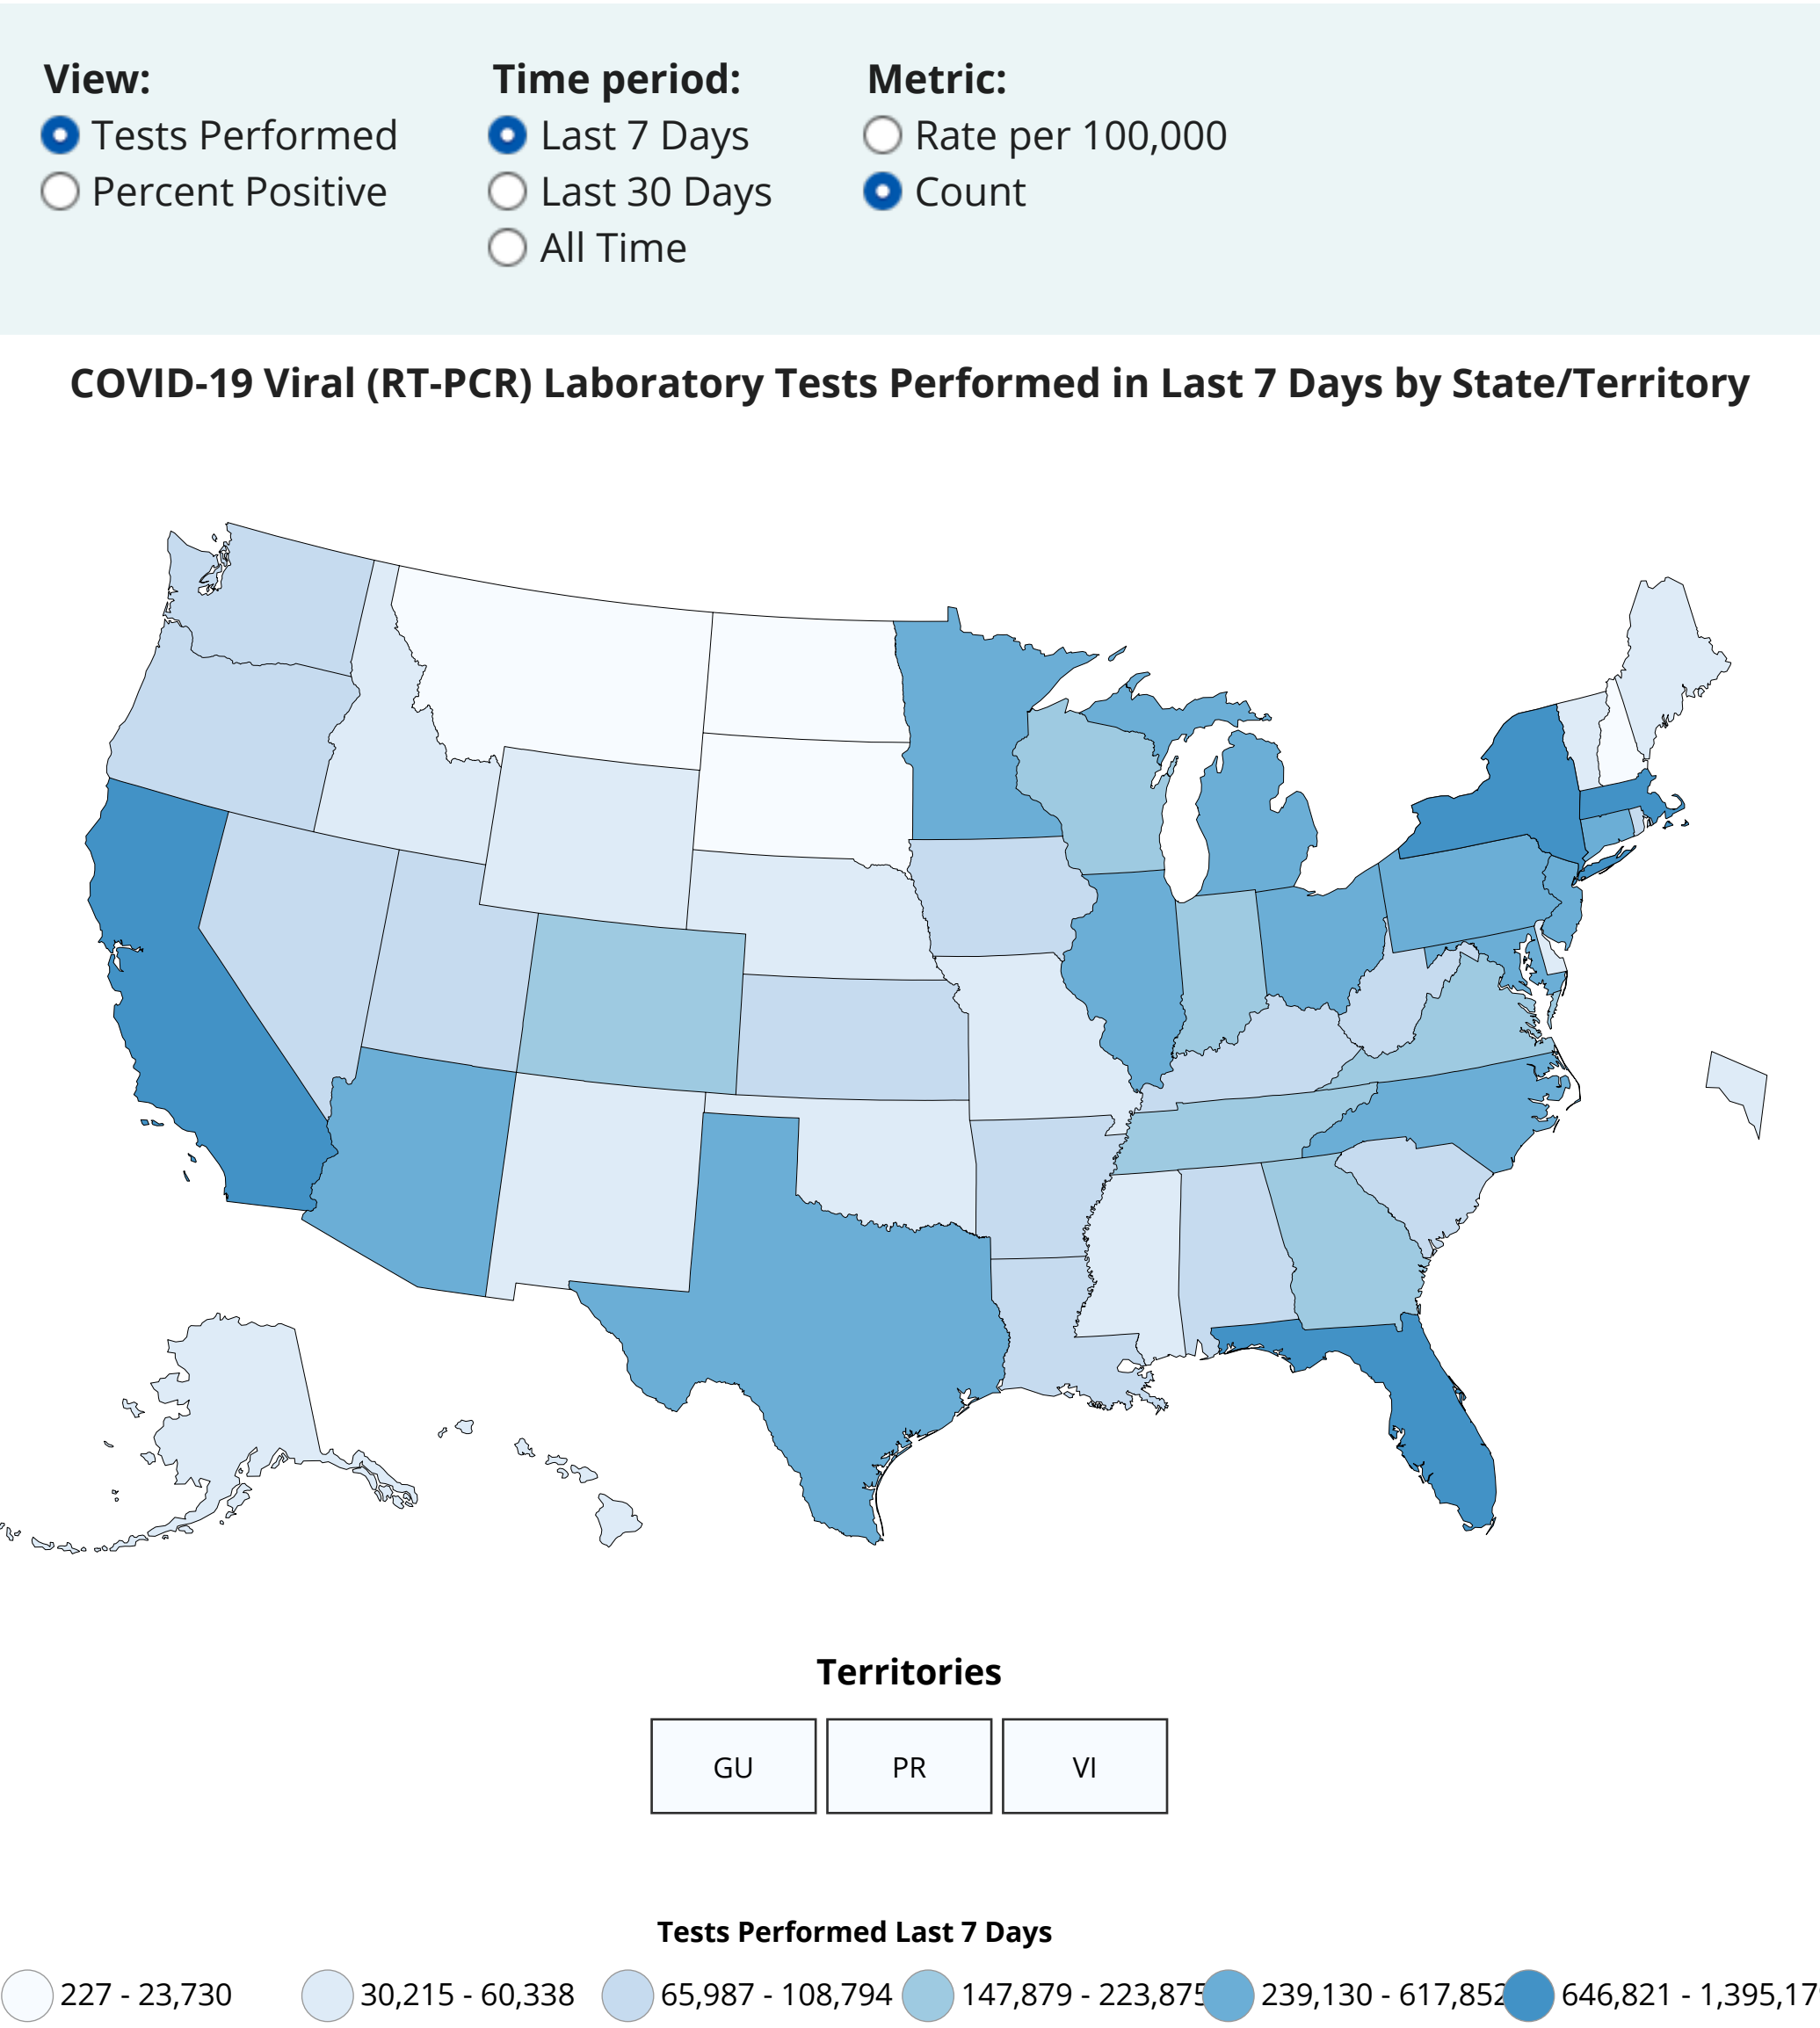 View: Time period: Metric:
Tests Performed Last 7 Days Rate per 100,000
Percent Positive Last 30 Days Count
All Time
COVID-19 Viral (RT-PCR) Laboratory Tests Performed in Last 7 Days by State/Territory
Territories
GU PR VI
Tests Performed Last 7 Days
227 - 23,730 30,215 - 60,338 65,987 - 108,794 147,879 - 223,875 239,130 - 617,852 646,821 -